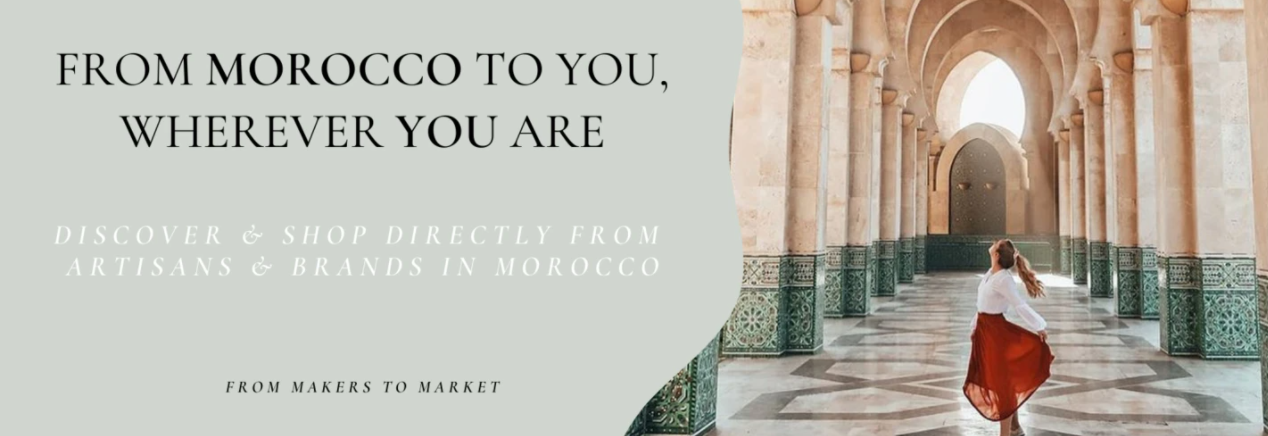 FROM MOROCCO TO YOU,
WHEREVER YOU ARE
DISCOVER & SHOP DIRECTLY FROM
ARTISANS & BRANDS IN MOROCCO
FROM MAKERS TO MARKET